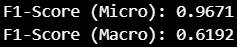 F1-Score (Micro): 0.9671
F1-Score (Macro): 0.6192